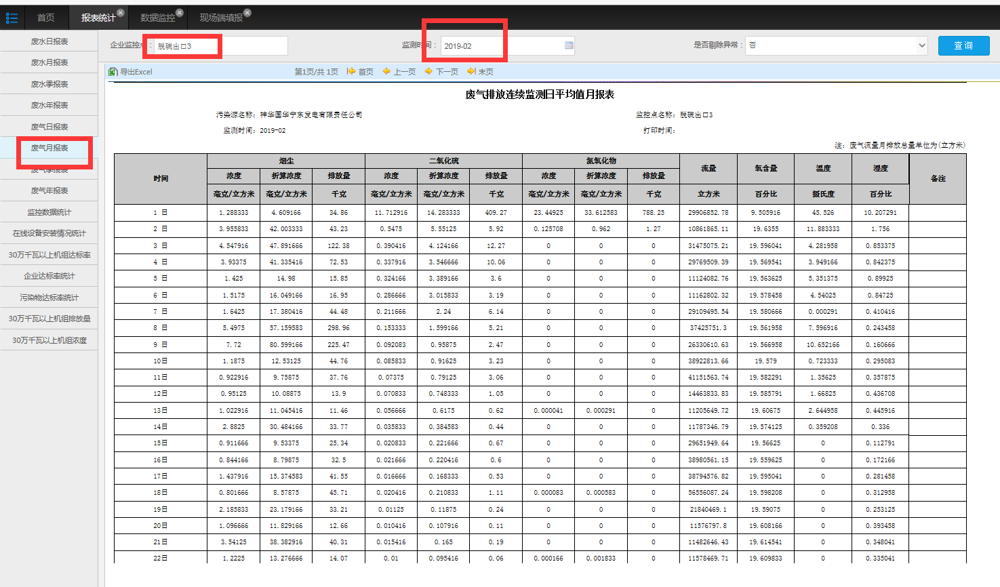 首页 报表统计 数据监控 现场端填报
废水日报表
废水月报表
废水季报表
废水年报表
废气日报表
废气月报表
废气季报表
废气年报表
监控数据统计
在线设备安装情况统计
30万千瓦以上机组达标率
企业达标率统计
污染物达标率统计
30万千瓦以上机组排放量
30万千瓦以上机组浓度
企业监控点： 脱硫出口3 监测时间： 2019-02 是否剔除异常： 否 查 询
导出Excel 第1页/共 1页 首页 上一页 下一页 末页
废气排放连续监测日平均值月报表
污染源名称：神华国华宁东发电有限责任公司 监控点名称：脱硫出口3
监测时间：2019-02 打印时间：
注：废气流量月排放总量单位为(立方米)
时间 烟尘 二氧化硫 氮氧化物 流量 氧含量 温度 湿度 备注
浓度 折算浓度 排放量 浓度 折算浓度 排放量 浓度 折算浓度 排放量
毫克/立方米 毫克/立方米 千克 毫克/立方米 毫克/立方米 千克 毫克/立方米 毫克/立方米 千克 立方米 百分比 摄氏度 百分比
1 日 1.288333 4.609166 34.86 11.712916 14.283333 409.27 23.44925 33.612583 788.25 29906852.78 9.505916 45.526 10.207291
2 日 3.955833 42.003333 43.23 0.5475 5.55125 5.92 0.125708 0.962 1.27 10861865.11 19.6355 11.883333 1.756
3 日 4.547916 47.891666 122.38 0.390416 4.124166 12.27 0 0 0 31475075.21 19.596041 4.281958 0.853375
4 日 3.93375 41.335416 72.53 0.337916 3.546666 10.06 0 0 0 29769509.39 19.569541 3.949166 0.842375
5 日 1.425 14.98 15.85 0.324166 3.389166 3.6 0 0 0 11124082.76 19.563625 5.351375 0.89925
6 日 1.5175 16.049166 16.95 0.286666 3.015833 3.19 0 0 0 11162802.32 19.578458 4.54025 0.84725
7 日 1.6425 17.380416 44.48 0.211666 2.24 6.14 0 0 0 29109495.54 19.580666 0.000291 0.410416
8 日 5.4975 57.159583 298.96 0.153333 1.599166 5.21 0 0 0 37425751.3 19.561958 7.596916 0.243458
9 日 7.72 80.599166 225.47 0.092083 0.95875 2.47 0 0 0 26330610.63 19.566958 10.652166 0.160666
10日 1.1875 12.53125 44.76 0.085833 0.91625 3.23 0 0 0 38922813.66 19.579 0.723333 0.295083
11日 0.922916 9.75875 37.76 0.07375 0.79125 3.06 0 0 0 41151563.74 19.582291 1.35625 0.357875
12日 0.95125 10.08875 13.9 0.070833 0.748333 1.05 0 0 0 14463833.83 19.585791 1.66825 0.436708
13日 1.022916 11.045416 11.46 0.056666 0.6175 0.62 0.000041 0.000291 0 11205649.72 19.60675 2.644958 0.445916
14日 2.8825 30.484166 33.77 0.035833 0.384583 0.44 0 0 0 11787346.79 19.574125 0.359208 0.336
15日 0.911666 9.53375 25.34 0.020833 0.221666 0.67 0 0 0 29651949.64 19.56625 0 0.112791
16日 0.844166 8.79875 32.5 0.021666 0.220416 0.6 0 0 0 38980561.15 19.559625 0 0.172166
17日 1.437916 15.374583 41.55 0.016666 0.168333 0.53 0 0 0 38794576.82 19.595041 0 0.281458
18日 0.801666 8.57875 45.71 0.020416 0.210833 1.11 0.000083 0.000583 0 56556087.24 19.598208 0 0.312958
19日 2.185833 23.179166 33.21 0.01125 0.11875 0.24 0 0 0 21840469.1 19.59075 0 0.253125
20日 1.096666 11.829166 12.66 0.010416 0.107916 0.11 0 0 0 11576797.8 19.608166 0 0.393458
21日 3.54125 38.382916 40.31 0.015416 0.165 0.19 0 0 0 11482646.43 19.614541 0 0.348041
22日 1.2225 13.276666 14.07 0.01 0.095416 0.06 0.000166 0.001833 0 11578469.71 19.609833 0 0.335041